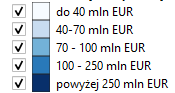 do 40 mln EUR
40-70 mln EUR
70 - 100 mln EUR
100 - 250 mln EUR
powyżej 250 mln EUR